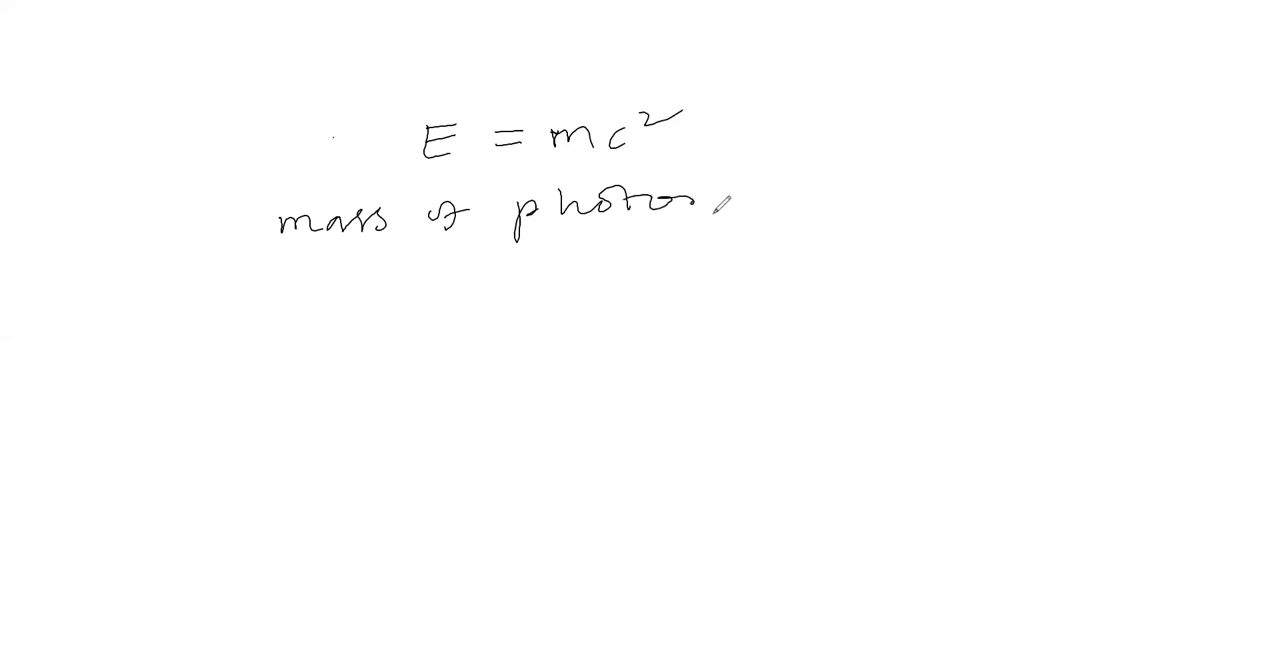 E = mc²
mass of photon